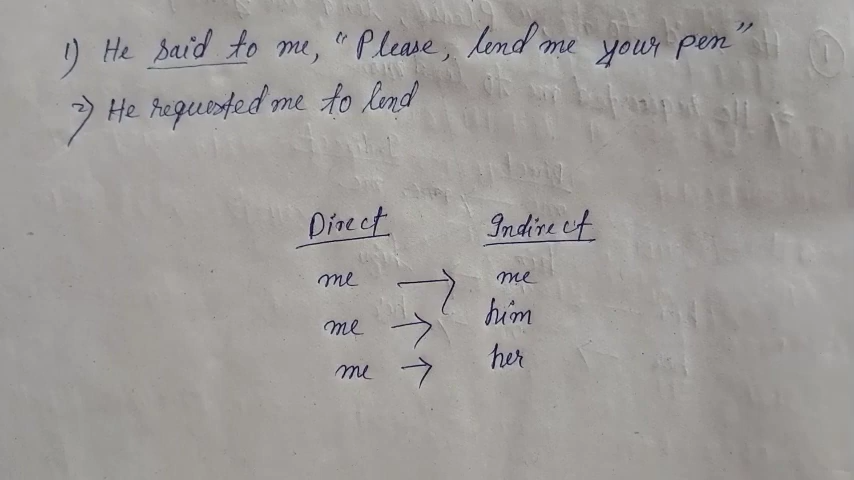 1) He said to me, "Please, lend me your pen"
2) He requested me to lend
Direct Indirect
me → me
me → him
me → her